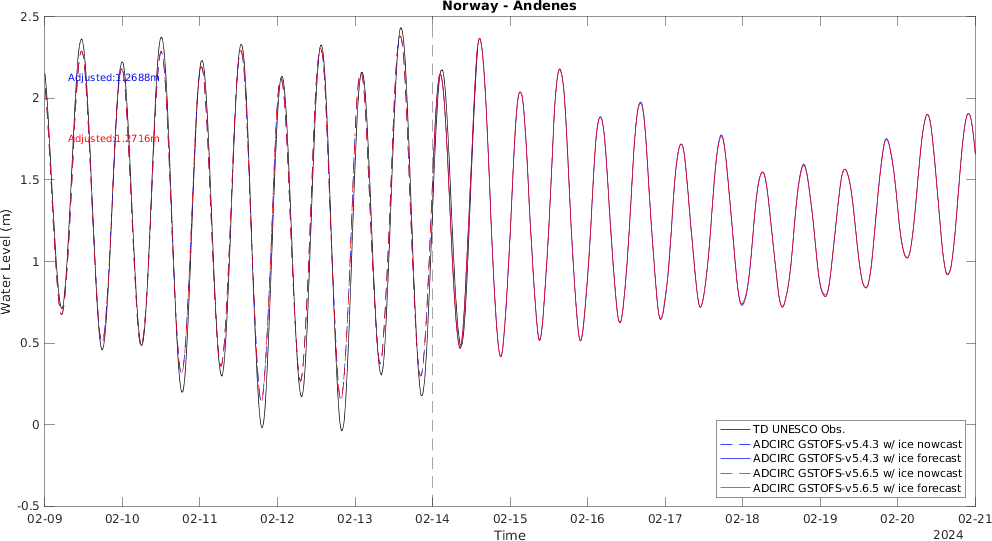 Norway - Andenes
2.5
2
1.5
1
0.5
0
-0.5
Water Level (m)
Adjusted:1.2688m
Adjusted:1.2716m
TD UNESCO Obs.
ADCIRC GSTOFS-v5.4.3 w/ ice nowcast
ADCIRC GSTOFS-v5.4.3 w/ ice forecast
ADCIRC GSTOFS-v5.6.5 w/ ice nowcast
ADCIRC GSTOFS-v5.6.5 w/ ice forecast
02-09 02-10 02-11 02-12 02-13 02-14 02-15 02-16 02-17 02-18 02-19 02-20 02-21
Time
2024